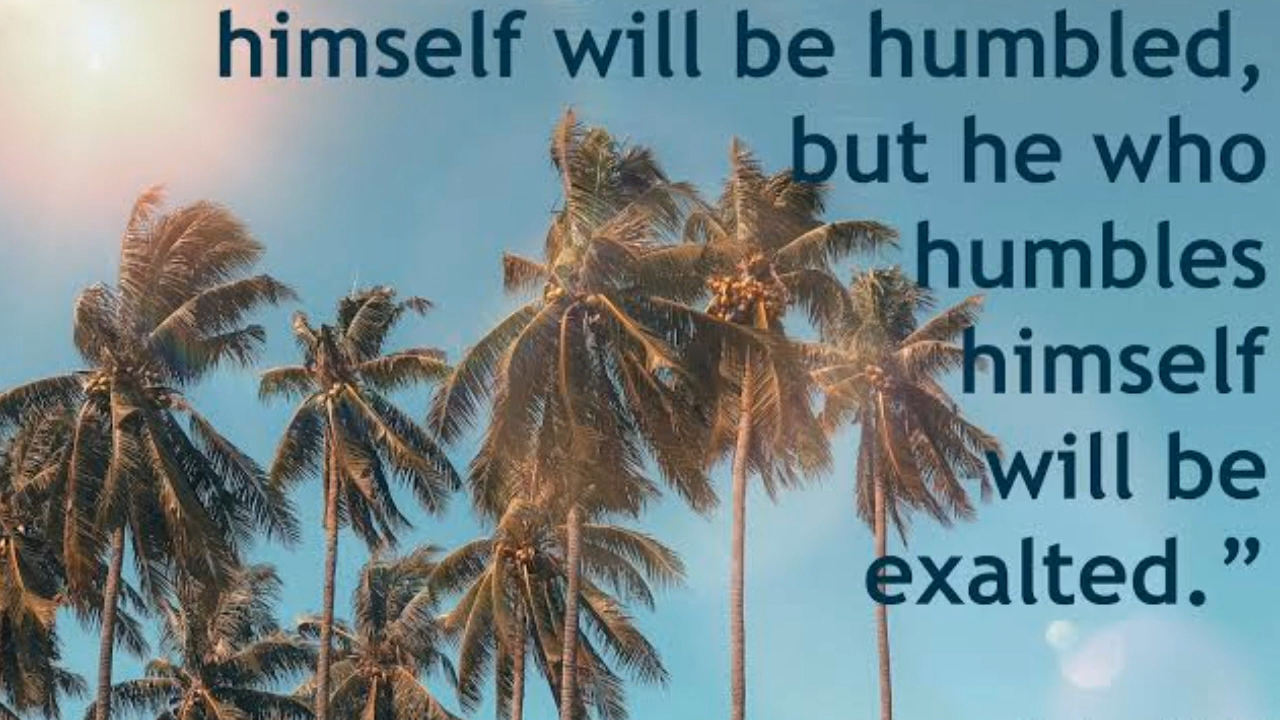 himself will be humbled,
but he who
humbles
himself
will be
exalted.”